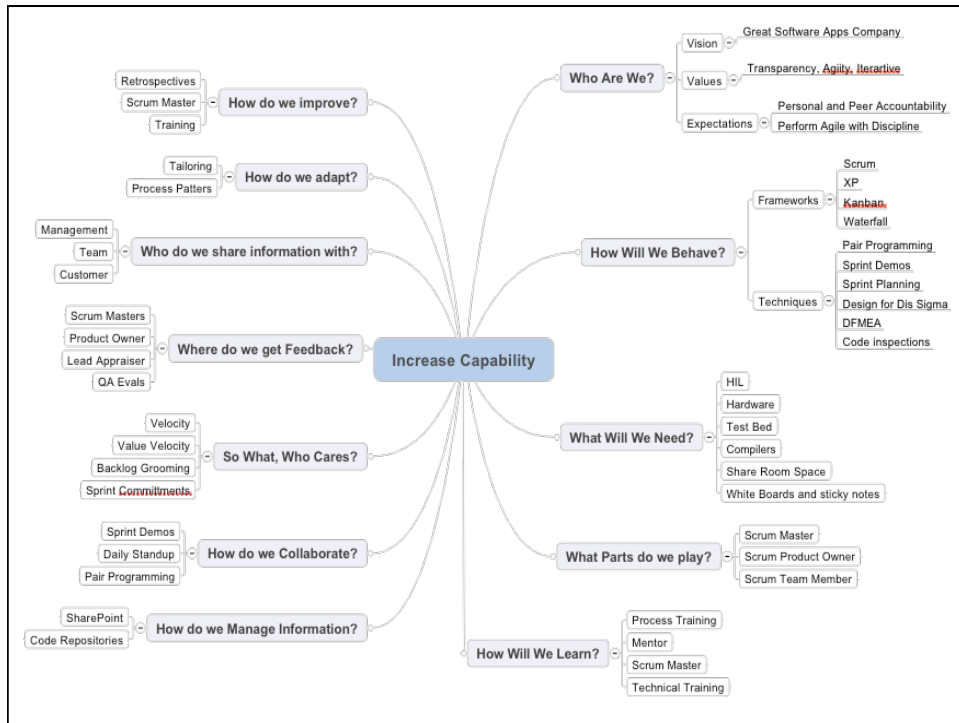 Increase Capability
Who Are We?
Vision
Great Software Apps Company
Values
Transparency, Agiity, Iterartive
Expectations
Personal and Peer Accountability
Perform Agile with Discipline
How Will We Behave?
Frameworks
Scrum
XP
Kanban
Waterfall
Techniques
Pair Programming
Sprint Demos
Sprint Planning
Design for Dis Sigma
DFMEA
Code inspections
What Will We Need?
HIL
Hardware
Test Bed
Compilers
Share Room Space
White Boards and sticky notes
What Parts do we play?
Scrum Master
Scrum Product Owner
Scrum Team Member
How Will We Learn?
Process Training
Mentor
Scrum Master
Technical Training
How do we improve?
Retrospectives
Scrum Master
Training
How do we adapt?
Tailoring
Process Patters
Who do we share information with?
Management
Team
Customer
Where do we get Feedback?
Scrum Masters
Product Owner
Lead Appraiser
QA Evals
So What, Who Cares?
Velocity
Value Velocity
Backlog Grooming
Sprint Committments
How do we Collaborate?
Sprint Demos
Daily Standup
Pair Programming
How do we Manage Information?
SharePoint
Code Repositories